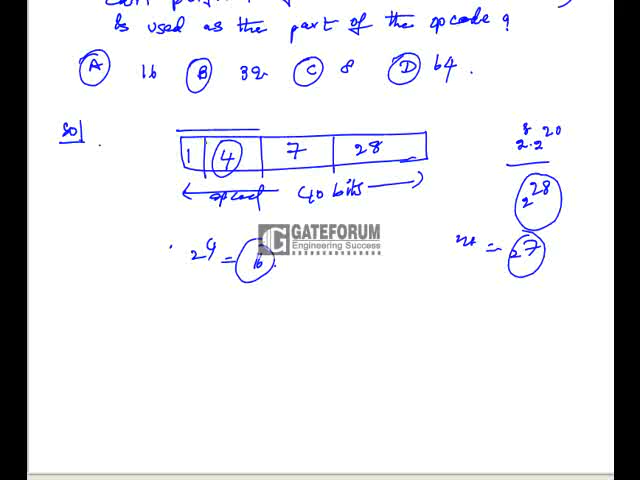 is used as the part of the opcode ?
A 16 B 32 C 8 D 64 .
Sol .
1 4 7 28
opcod 40 bits
2^8 . 2^20
2^28
2^4 = 16 .
= 2^7
GATEFORUM
Engineering Success